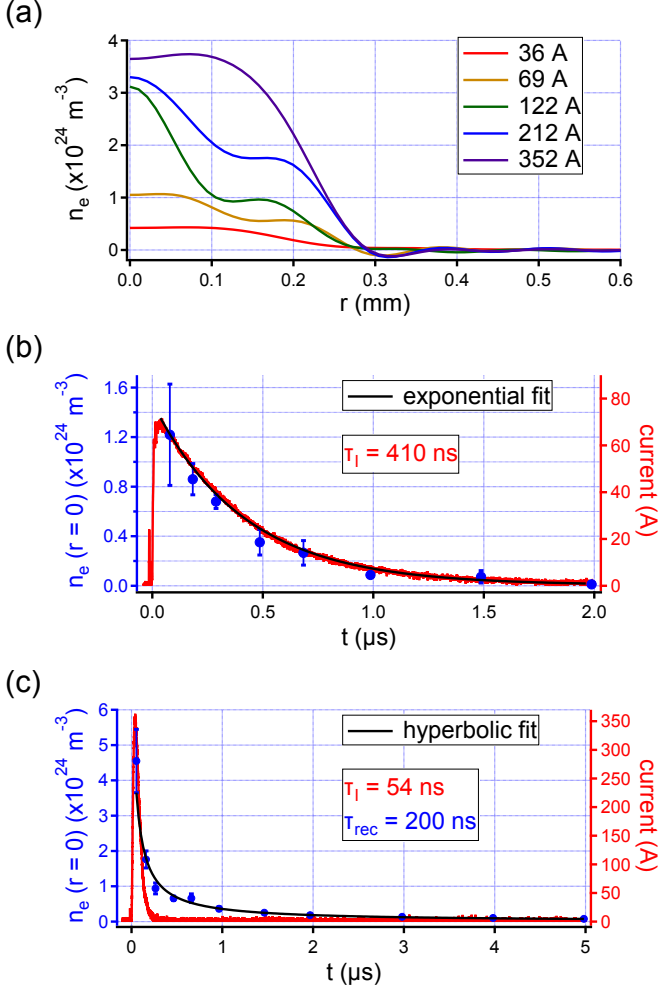 (a)
n_e (x10^24 m^-3)
4
3
2
1
0
36 A
69 A
122 A
212 A
352 A
0.0 0.1 0.2 0.3 0.4 0.5 0.6
r (mm)
(b)
n_e (r = 0) (x10^24 m^-3)
1.6
1.2
0.8
0.4
0.0
exponential fit
τ_I = 410 ns
80
60
40
20
0
current (A)
0.0 0.5 1.0 1.5 2.0
t (µs)
(c)
n_e (r = 0) (x10^24 m^-3)
6
5
4
3
2
1
0
hyperbolic fit
τ_I = 54 ns
τ_rec = 200 ns
350
300
250
200
150
100
50
0
current (A)
0 1 2 3 4 5
t (µs)